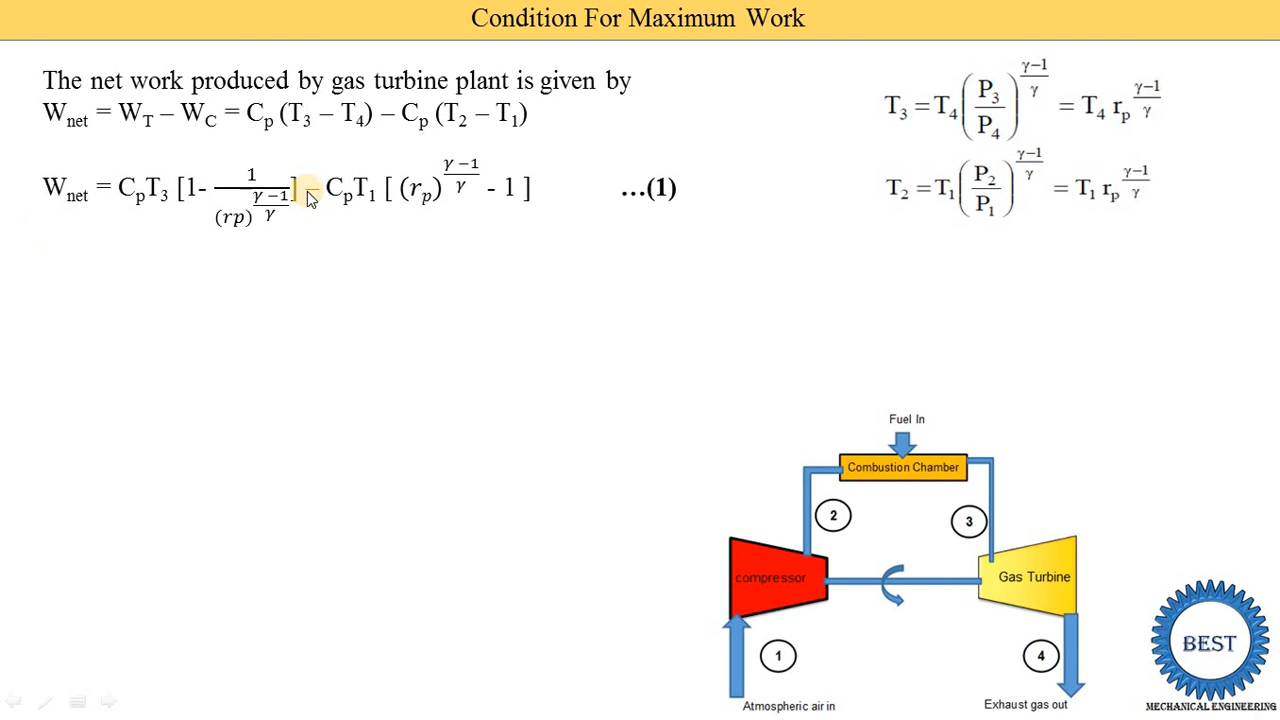 Condition For Maximum Work
The net work produced by gas turbine plant is given by
Wnet = WT – WC = Cp (T3 – T4) – Cp (T2 – T1)
Wnet = CpT3 [1- 1/(rp)^((γ −1)/γ)] – CpT1 [ (rp)^((γ −1)/γ) - 1 ] …(1)
T3 = T4 (P3/P4)^((γ−1)/γ) = T4 rp^((γ−1)/γ)
T2 = T1 (P2/P1)^((γ−1)/γ) = T1 rp^((γ−1)/γ)
Fuel In
Combustion Chamber
2
3
compressor
Gas Turbine
1
4
Atmospheric air in
Exhaust gas out
BEST
MECHANICAL ENGINEERING